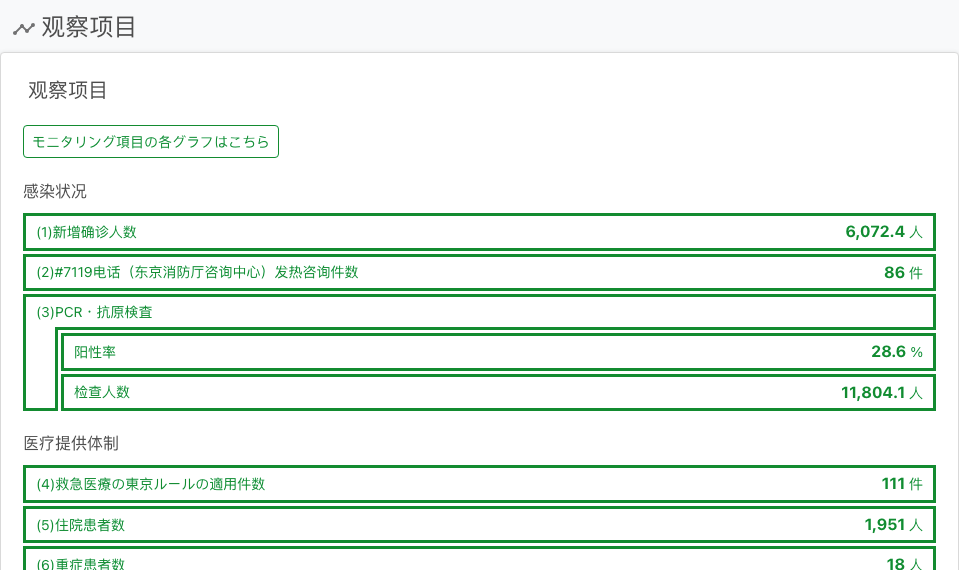 观察项目
观察项目
モニタリング項目の各グラフはこちら
感染状况
(1)新增确诊人数 6,072.4 人
(2)#7119电话（东京消防厅咨询中心）发热咨询件数 86 件
(3)PCR・抗原検査
阳性率 28.6 %
检查人数 11,804.1 人
医疗提供体制
(4)救急医療の東京ルールの適用件数 111 件
(5)住院患者数 1,951 人
(6)重症患者数 18 人